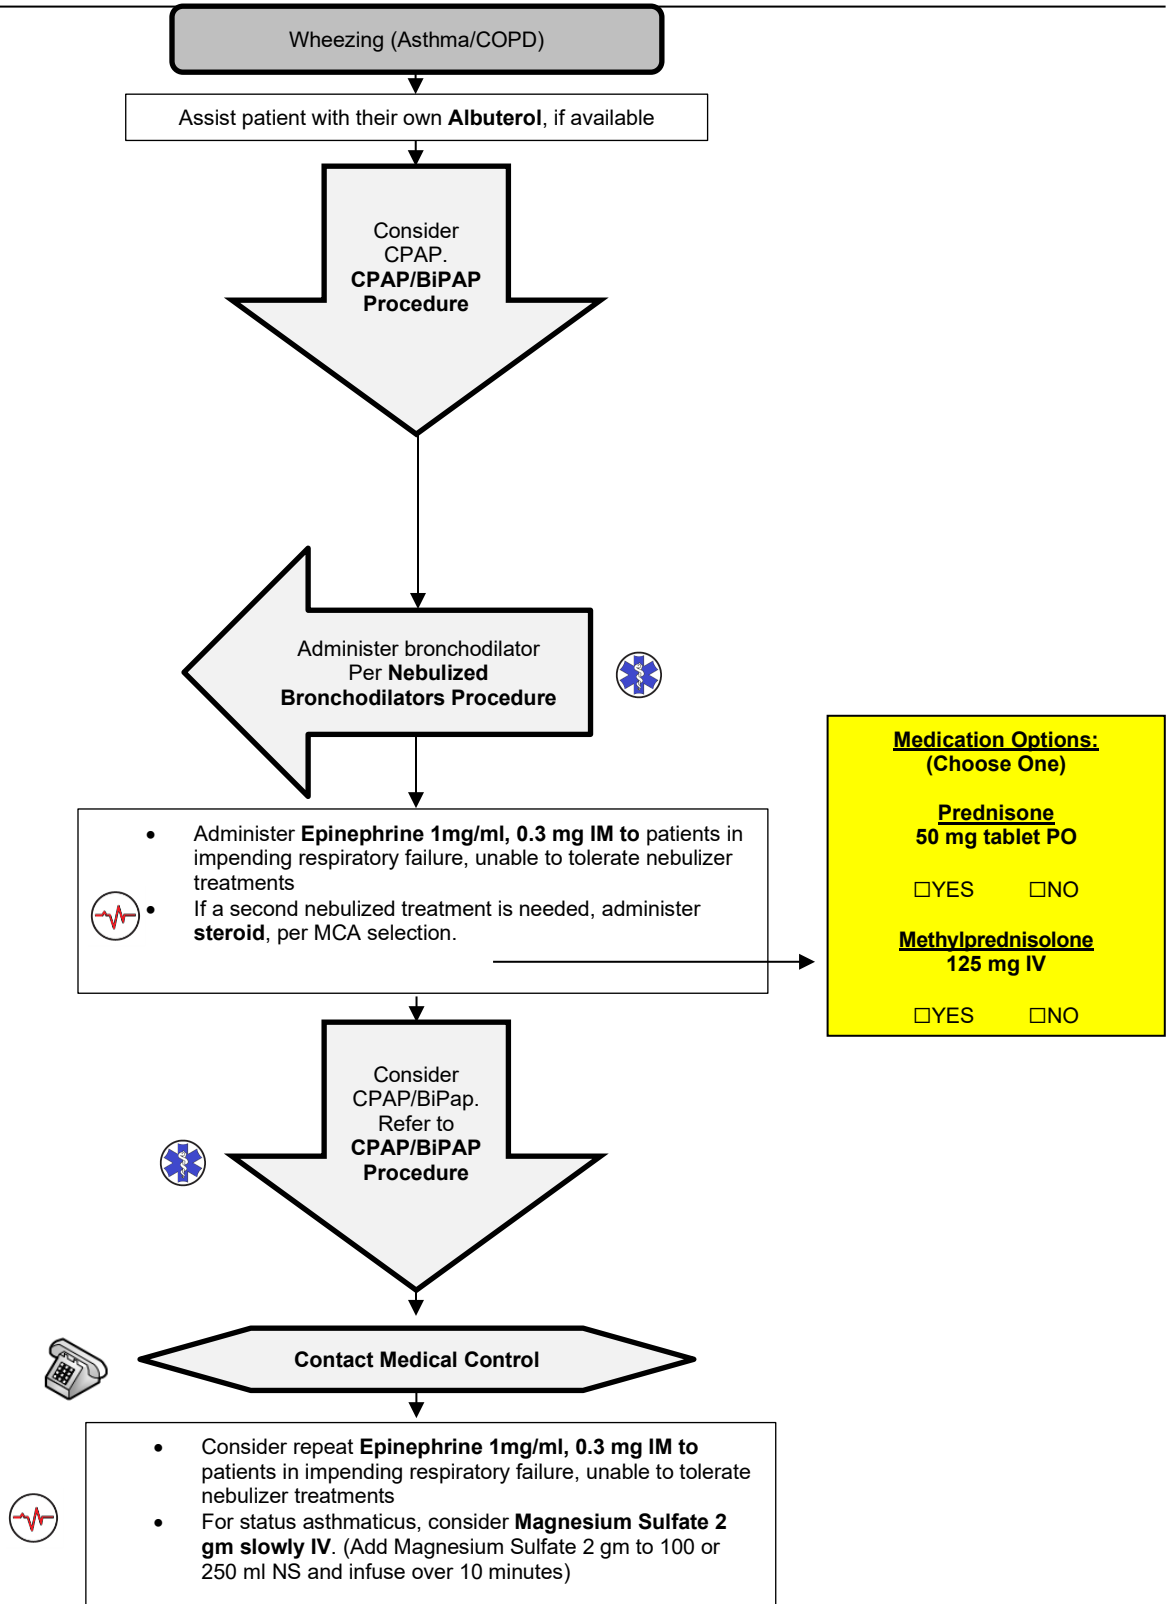 Wheezing (Asthma/COPD)
Assist patient with their own Albuterol, if available
Consider
CPAP.
CPAP/BiPAP
Procedure
Administer bronchodilator
Per Nebulized
Bronchodilators Procedure
• Administer Epinephrine 1mg/ml, 0.3 mg IM to patients in
impending respiratory failure, unable to tolerate nebulizer
treatments
• If a second nebulized treatment is needed, administer
steroid, per MCA selection.
Medication Options:
(Choose One)
Prednisone
50 mg tablet PO
☐YES ☐NO
Methylprednisolone
125 mg IV
☐YES ☐NO
Consider
CPAP/BiPap.
Refer to
CPAP/BiPAP
Procedure
Contact Medical Control
• Consider repeat Epinephrine 1mg/ml, 0.3 mg IM to
patients in impending respiratory failure, unable to tolerate
nebulizer treatments
• For status asthmaticus, consider Magnesium Sulfate 2
gm slowly IV. (Add Magnesium Sulfate 2 gm to 100 or
250 ml NS and infuse over 10 minutes)